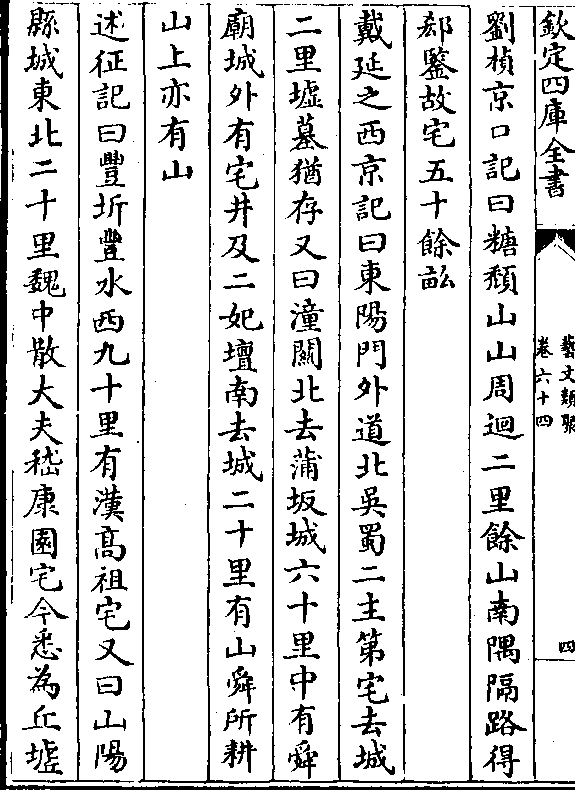 欽定四庫全書
藝文類聚
卷六十四
四
劉楨京口記曰糖頽山山周迴二里餘山南隅隔路得
郄鑒故宅五十餘畝
戴延之西京記曰東陽門外道北吳蜀二主第宅去城
二里墟墓猶存又曰潼關北去蒲坂城六十里中有舜
廟城外有宅井及二妃壇南去城二十里有山舜所耕
山上亦有山
述征記曰豐圻豐水西九十里有漢高祖宅又曰山陽
縣城東北二十里魏中散大夫嵇康園宅今悉為丘墟